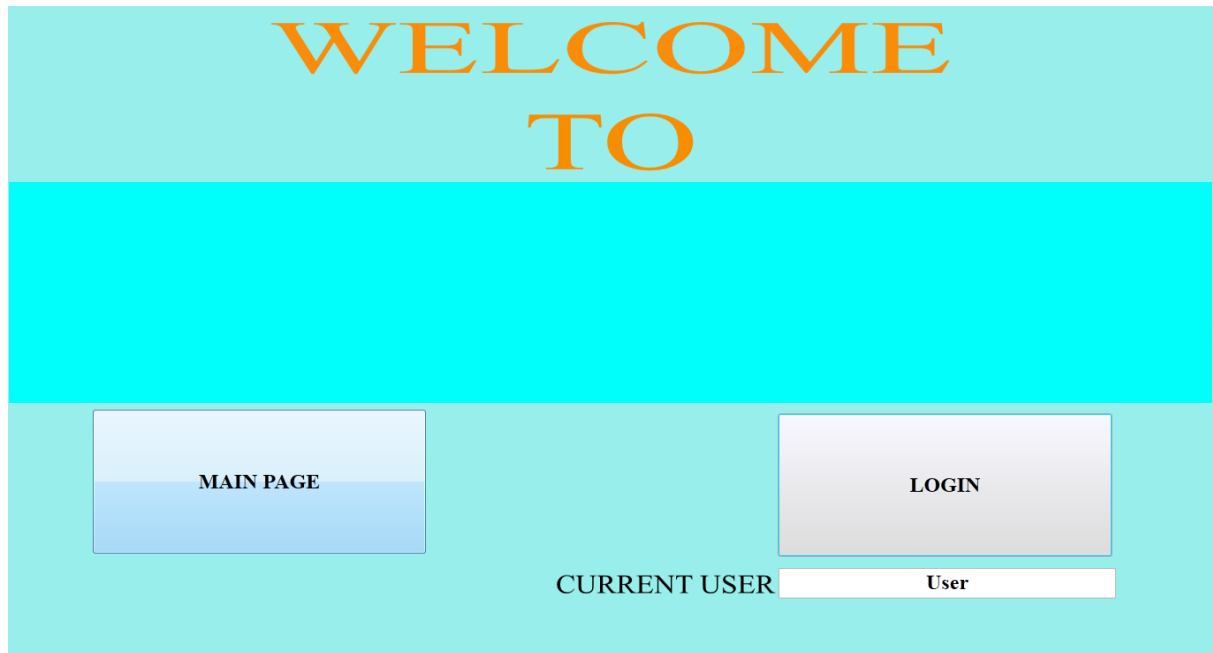 WELCOME
TO
MAIN PAGE
LOGIN
CURRENT USER
User